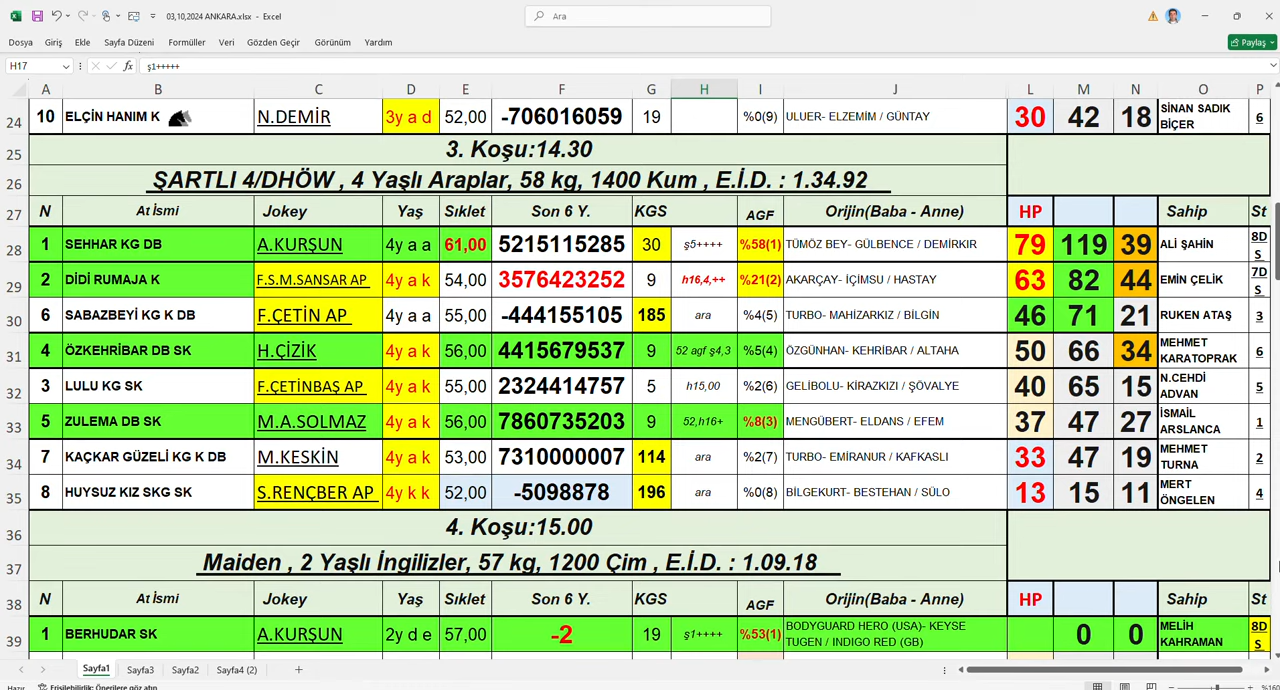 03,10,2024 ANKARA.xlsx - Excel
Ara
Dosya Giriş Ekle Sayfa Düzeni Formüller Veri Gözden Geçir Görünüm Yardım Paylaş
H17 fx ş1+++++
A B C D E F G H I J L M N O P
24 10 ELÇİN HANIM K N.DEMİR 3y a d 52,00 -706016059 19 %0(9) ULUER- ELZEMİM / GÜNTAY 30 42 18 SİNAN SADIK BİÇER 6
25 3. Koşu:14.30
26 ŞARTLI 4/DHÖW , 4 Yaşlı Araplar, 58 kg, 1400 Kum , E.İ.D. : 1.34.92
27 N At İsmi Jokey Yaş Sıklet Son 6 Y. KGS AGF Orijin(Baba - Anne) HP Sahip St
28 1 SEHHAR KG DB A.KURŞUN 4y a a 61,00 5215115285 30 ş5++++ %58(1) TÜMÖZ BEY- GÜLBENCE / DEMİRKIR 79 119 39 ALİ ŞAHİN 8D S
29 2 DİDİ RUMAJA K F.S.M.SANSAR AP 4y a k 54,00 3576423252 9 h16,4,++ %21(2) AKARÇAY- İÇİMSU / HASTAY 63 82 44 EMİN ÇELİK 7D S
30 6 SABAZBEYİ KG K DB F.ÇETİN AP 4y a a 55,00 -444155105 185 ara %4(5) TURBO- MAHİZARKIZ / BİLGİN 46 71 21 RUKEN ATAŞ 3
31 4 ÖZKEHRİBAR DB SK H.ÇİZİK 4y a k 56,00 4415679537 9 52 agf ş4,3 %5(4) ÖZGÜNHAN- KEHRİBAR / ALTAHA 50 66 34 MEHMET KARATOPRAK 6
32 3 LULU KG SK F.ÇETİNBAŞ AP 4y a k 55,00 2324414757 5 h15,00 %2(6) GELİBOLU- KİRAZKIZI / ŞÖVALYE 40 65 15 N.CEHDİ ADVAN 5
33 5 ZULEMA DB SK M.A.SOLMAZ 4y a k 56,00 7860735203 9 52,h16+ %8(3) MENGÜBERT- ELDANS / EFEM 37 47 27 İSMAİL ARSLANCA 1
34 7 KAÇKAR GÜZELİ KG K DB M.KESKİN 4y a k 53,00 7310000007 114 ara %2(7) TURBO- EMİRANUR / KAFKASLI 33 47 19 MEHMET TURNA 2
35 8 HUYSUZ KIZ SKG SK S.RENÇBER AP 4y k k 52,00 -5098878 196 ara %0(8) BİLGEKURT- BESTEHAN / SÜLO 13 15 11 MERT ÖNGELEN 4
36 4. Koşu:15.00
37 Maiden , 2 Yaşlı İngilizler, 57 kg, 1200 Çim , E.İ.D. : 1.09.18
38 N At İsmi Jokey Yaş Sıklet Son 6 Y. KGS AGF Orijin(Baba - Anne) HP Sahip St
39 1 BERHUDAR SK A.KURŞUN 2y d e 57,00 -2 19 ş1++++ %53(1) BODYGUARD HERO (USA)- KEYSE TUGEN / INDIGO RED (GB) 0 0 MELİH KAHRAMAN 8D S
Sayfa1 Sayfa3 Sayfa2 Sayfa4 (2)
Hazır Erişilebilirlik: Önerilere göz atın %160